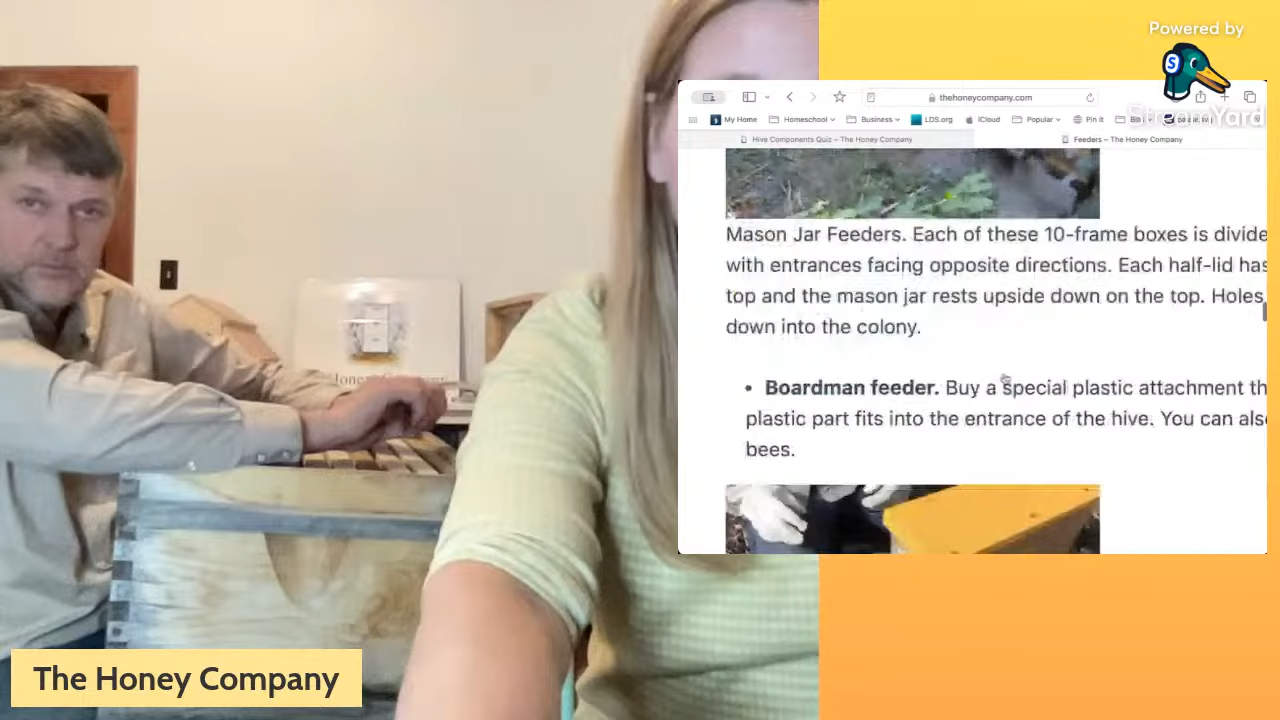 Powered by
StreamYard
thehoneycompany.com
My Home
Homeschool
Business
LDS.org
iCloud
Popular
Pin it
Hive Components Quiz – The Honey Company
Feeders – The Honey Company
Mason Jar Feeders. Each of these 10-frame boxes is divide
with entrances facing opposite directions. Each half-lid has
top and the mason jar rests upside down on the top. Holes
down into the colony.
• Boardman feeder. Buy a special plastic attachment th
plastic part fits into the entrance of the hive. You can also
bees.
Honey Company
The Honey Company